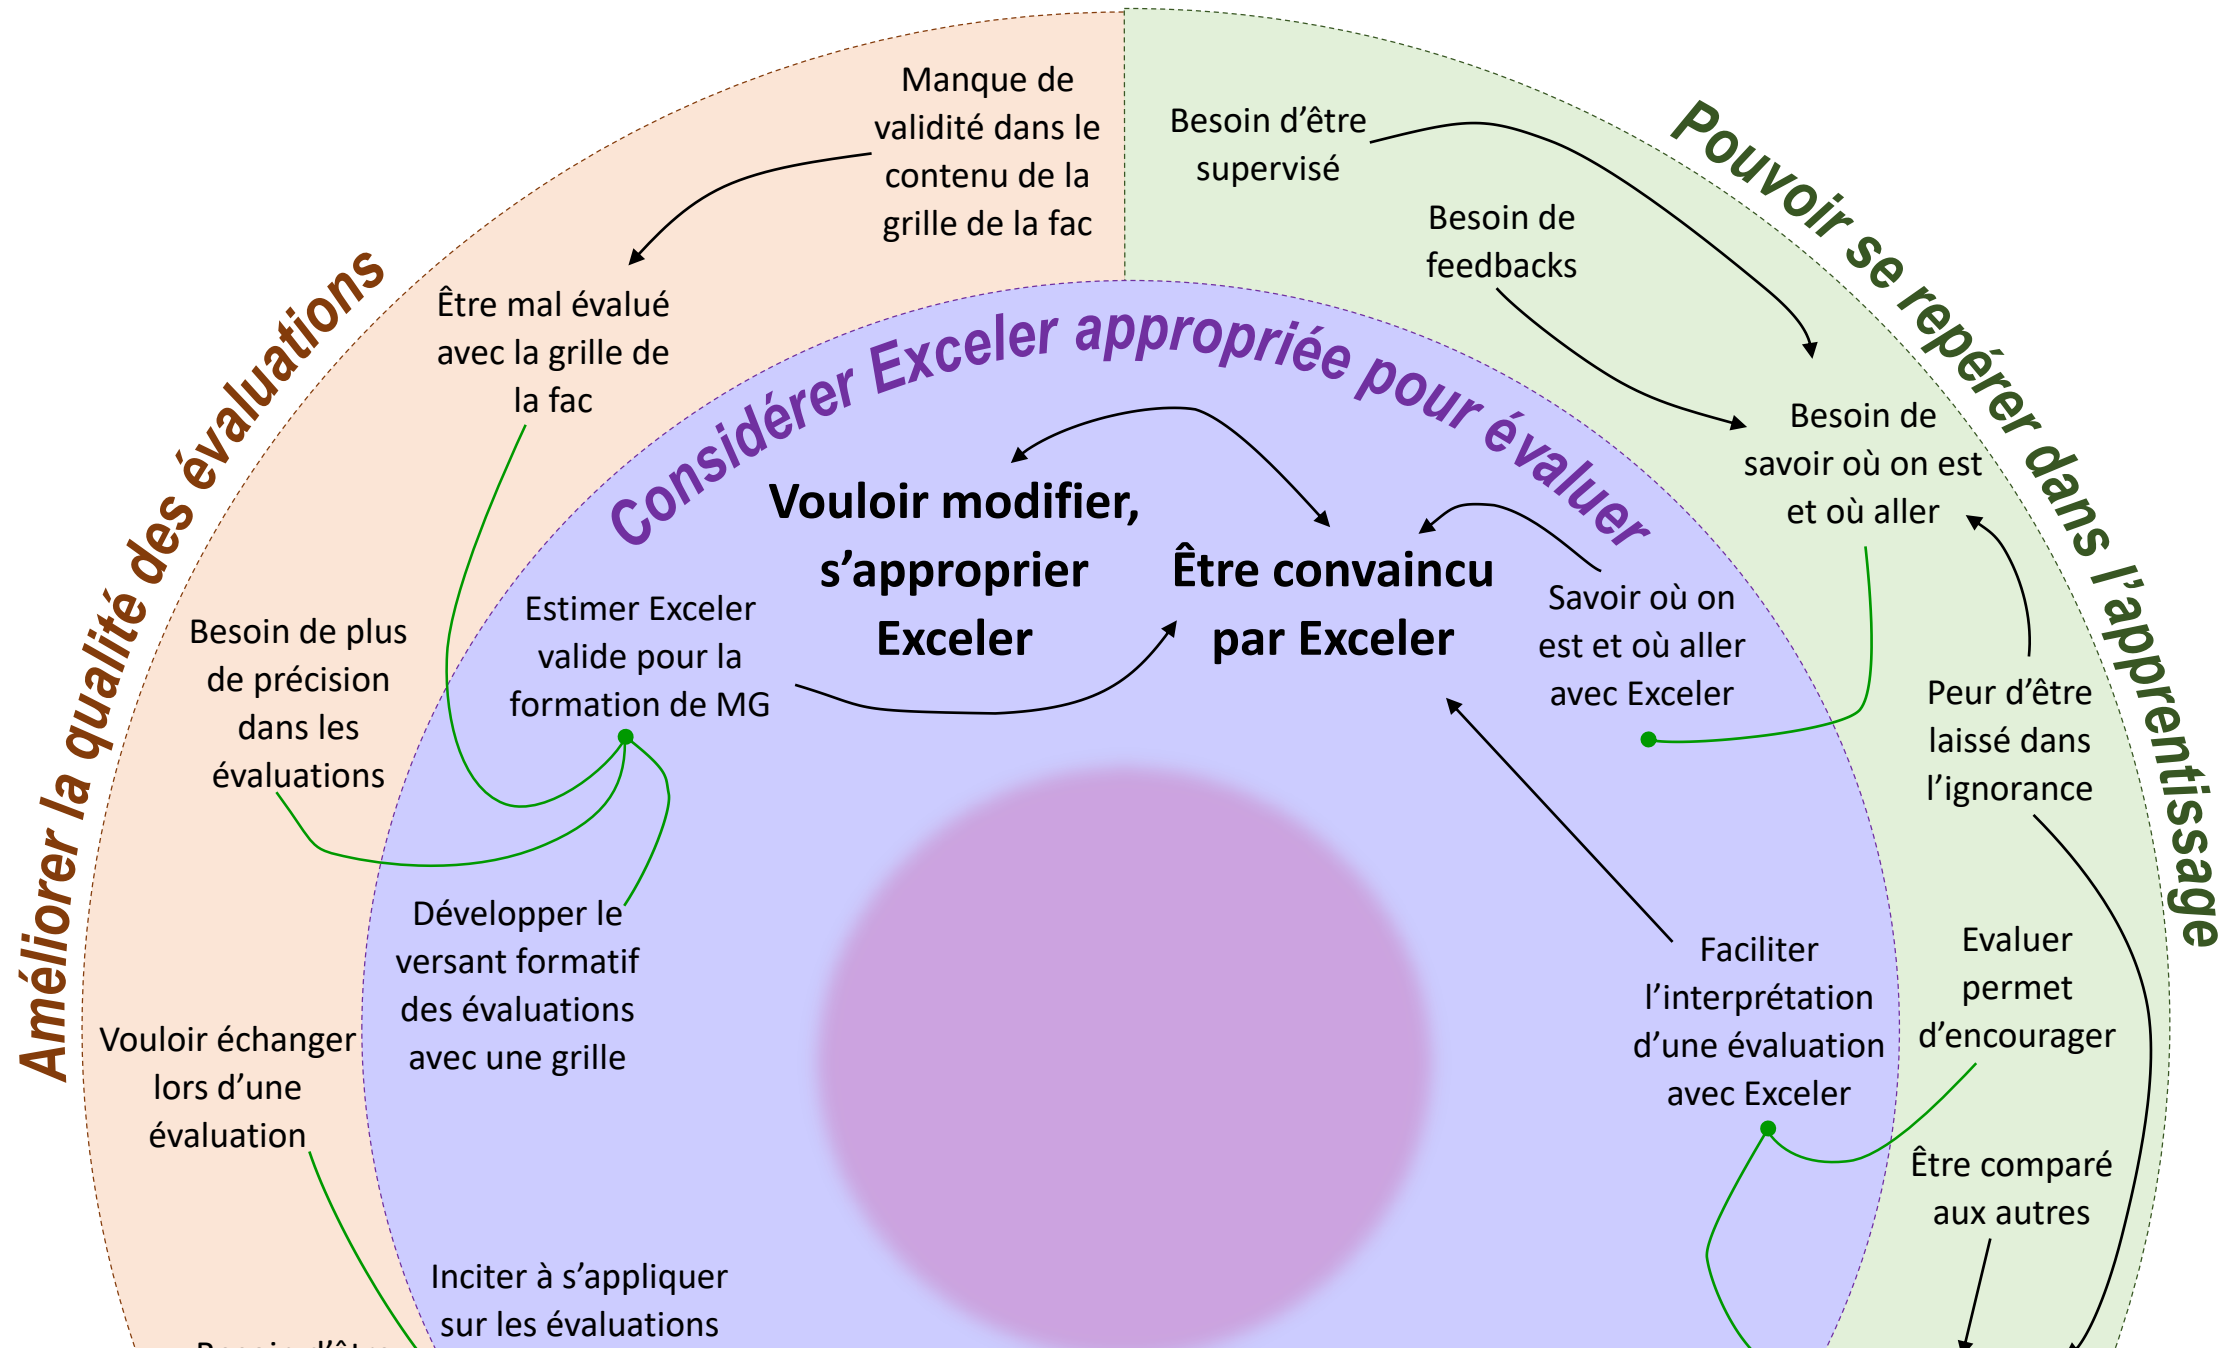 Améliorer la qualité des évaluations
Pouvoir se repérer dans l'apprentissage
Considérer Exceler appropriée pour évaluer
Manque de
validité dans le
contenu de la
grille de la fac
Être mal évalué
avec la grille de
la fac
Besoin de plus
de précision
dans les
évaluations
Vouloir échanger
lors d'une
évaluation
Besoin d'être
supervisé
Besoin de
feedbacks
Besoin de
savoir où on est
et où aller
Peur d'être
laissé dans
l'ignorance
Evaluer
permet
d'encourager
Être comparé
aux autres
Vouloir modifier,
s'approprier
Exceler
Être convaincu
par Exceler
Estimer Exceler
valide pour la
formation de MG
Savoir où on
est et où aller
avec Exceler
Développer le
versant formatif
des évaluations
avec une grille
Faciliter
l'interprétation
d'une évaluation
avec Exceler
Inciter à s'appliquer
sur les évaluations